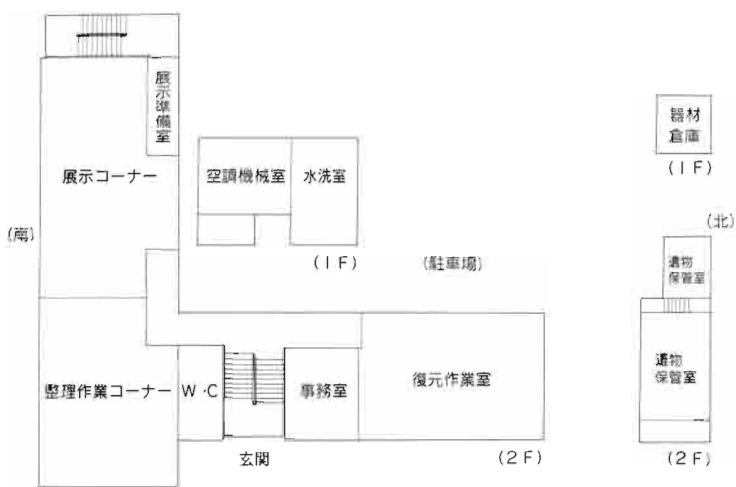 展示準備室
器材
倉庫
展示コーナー
空調機械室
水洗室
(1F)
(南)
(北)
(1F)
(駐車場)
遺物
保管室
整理作業コーナー
W・C
事務室
復元作業室
遺物
保管室
玄関
(2F)
(2F)